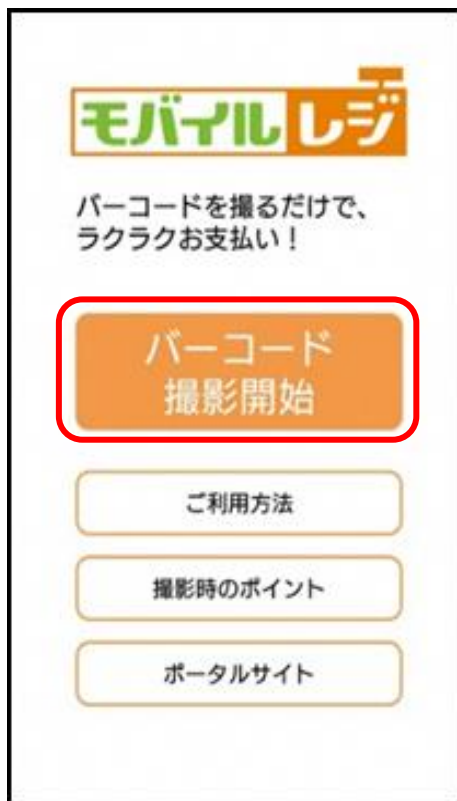 モバイルレジ
バーコードを撮るだけで、
ラクラクお支払い！
バーコード
撮影開始
ご利用方法
撮影時のポイント
ポータルサイト